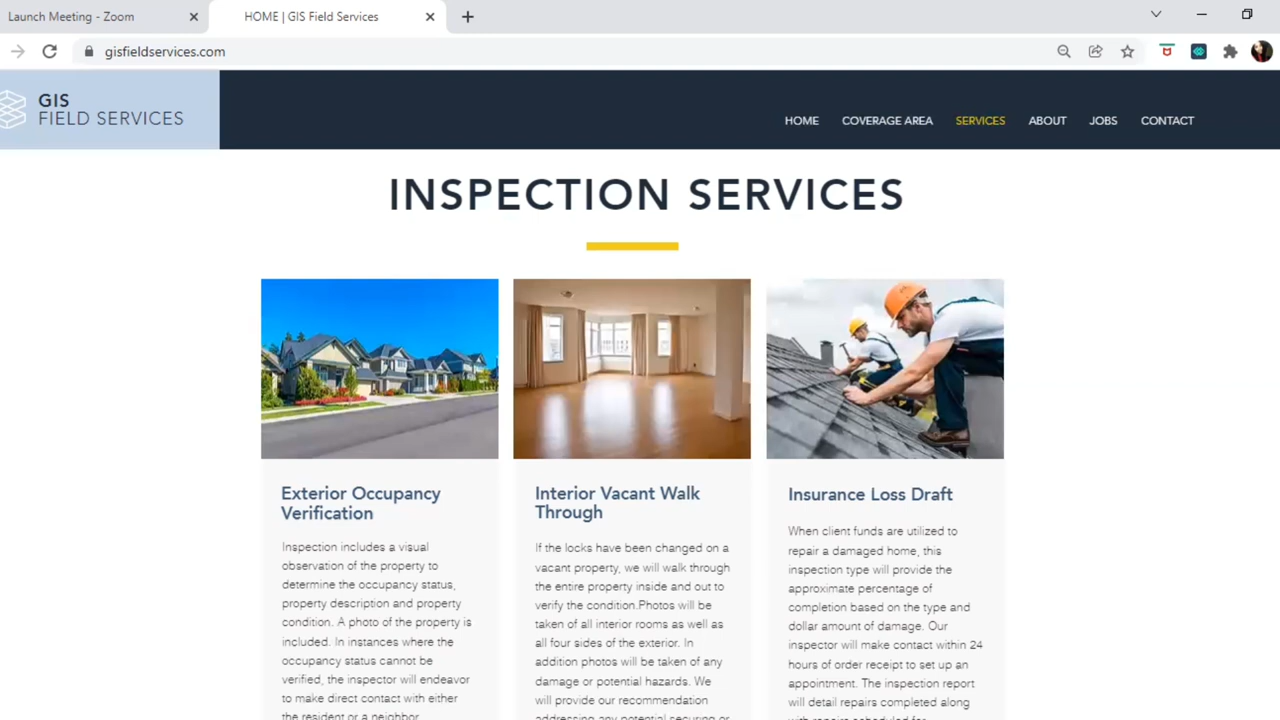 Launch Meeting - Zoom
HOME | GIS Field Services
gisfieldservices.com
GIS
FIELD SERVICES
HOME
COVERAGE AREA
SERVICES
ABOUT
JOBS
CONTACT
INSPECTION SERVICES
Exterior Occupancy
Verification
Inspection includes a visual
observation of the property to
determine the occupancy status,
property description and property
condition. A photo of the property is
included. In instances where the
occupancy status cannot be
verified, the inspector will endeavor
to make direct contact with either
the resident or a neighbor
Interior Vacant Walk
Through
If the locks have been changed on a
vacant property, we will walk through
the entire property inside and out to
verify the condition.Photos will be
taken of all interior rooms as well as
all four sides of the exterior. In
addition photos will be taken of any
damage or potential hazards. We
will provide our recommendation
addressing any potential securing or
Insurance Loss Draft
When client funds are utilized to
repair a damaged home, this
inspection type will provide the
approximate percentage of
completion based on the type and
dollar amount of damage. Our
inspector will make contact within 24
hours of order receipt to set up an
appointment. The inspection report
will detail repairs completed along
with repairs scheduled for